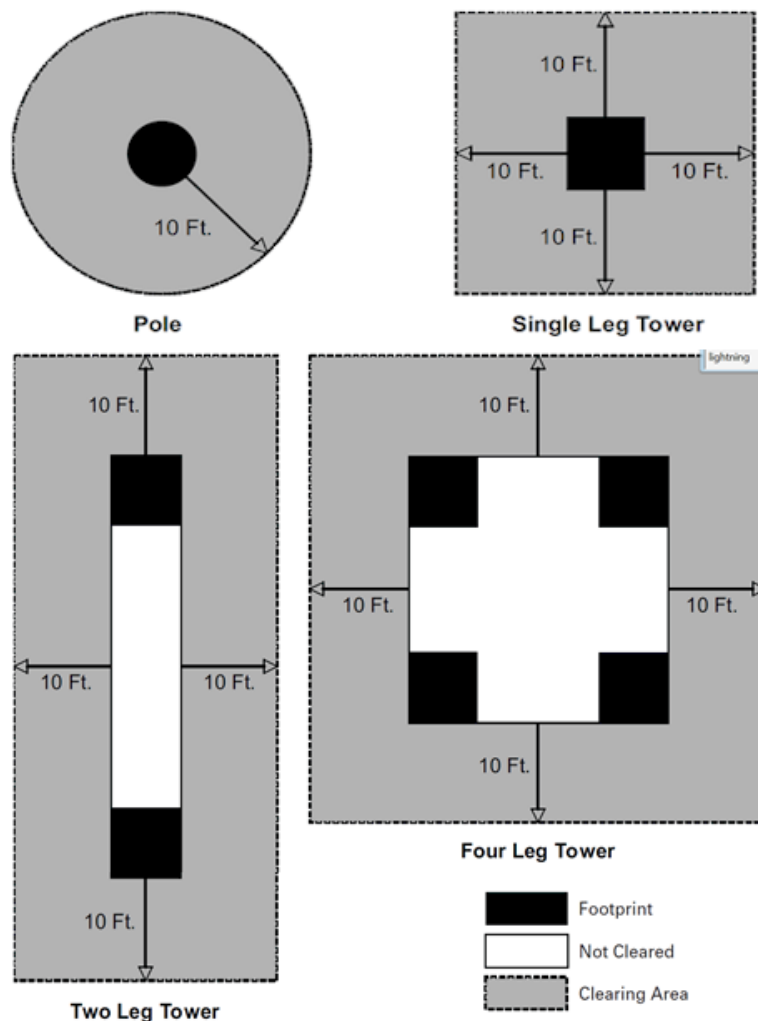 10 Ft.
10 Ft.
10 Ft.
10 Ft.
10 Ft.
Pole
Single Leg Tower
lightning
10 Ft.
10 Ft.
10 Ft.
10 Ft.
10 Ft.
10 Ft.
10 Ft.
10 Ft.
Four Leg Tower
Footprint
Not Cleared
Clearing Area
Two Leg Tower